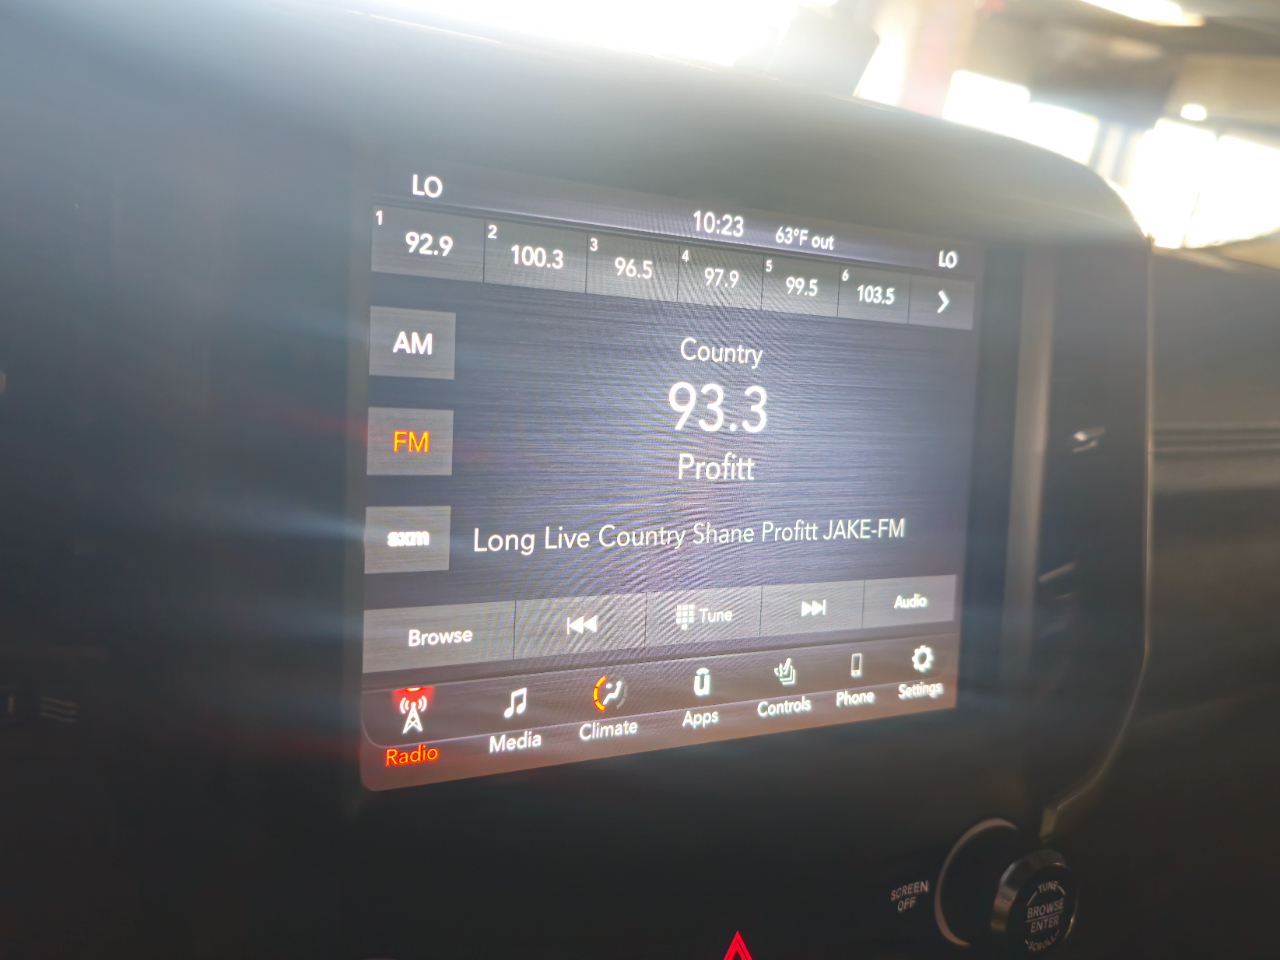 LO
10:23 63°F out
LO
1 92.9 2 100.3 3 96.5 4 97.9 5 99.5 6 103.5
AM
Country
93.3
FM
Profitt
sxm
Long Live Country Shane Profitt JAKE-FM
Browse Tune Audio
Radio Media Climate Apps Controls Phone Settings
SCREEN
OFF
TUNE
BROWSE
ENTER
SCROLL